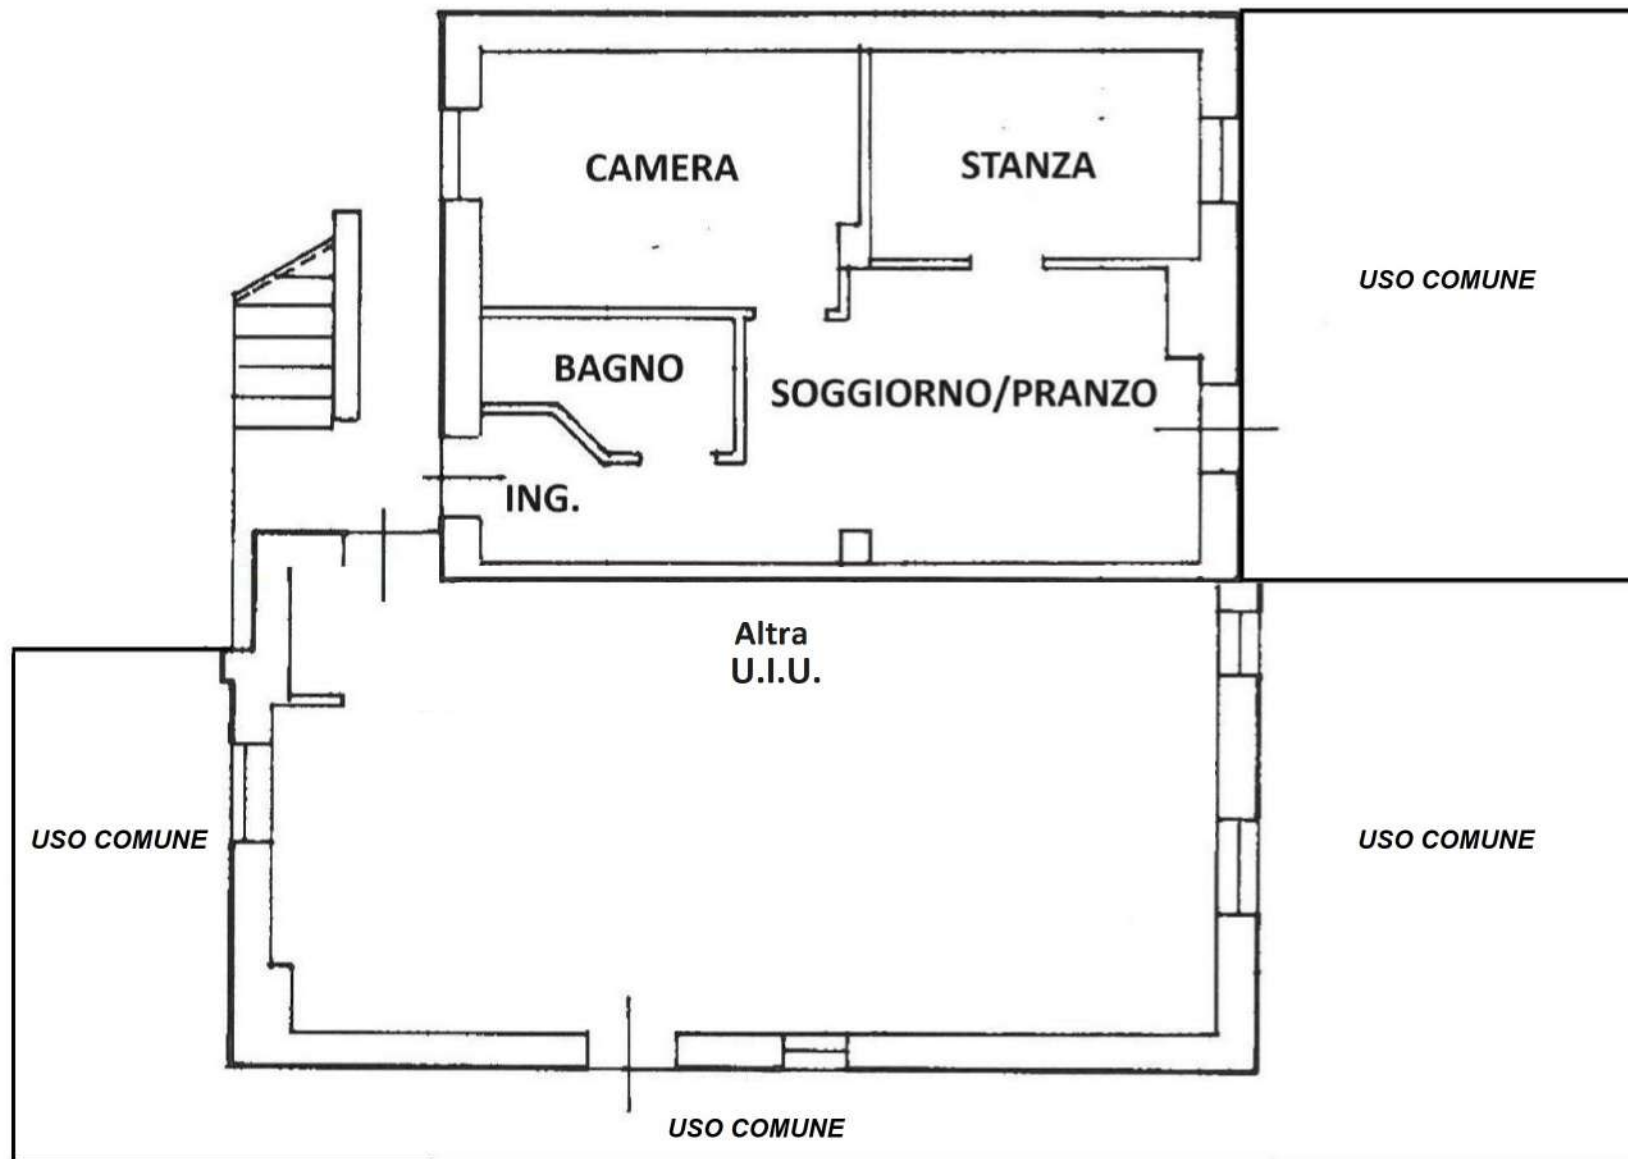 CAMERA
STANZA
USO COMUNE
BAGNO
SOGGIORNO/PRANZO
ING.
Altra
U.I.U.
USO COMUNE
USO COMUNE
USO COMUNE